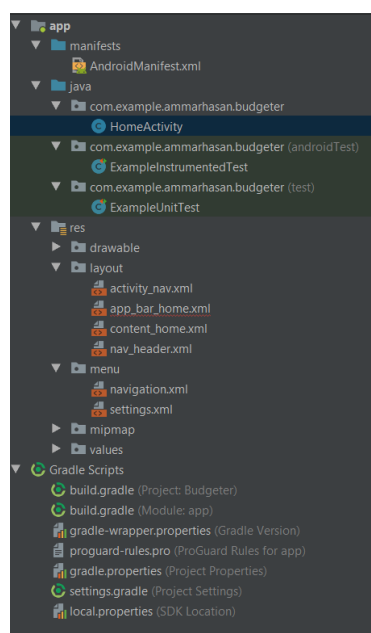 app
manifests
AndroidManifest.xml
java
com.example.ammarhasan.budgeter
HomeActivity
com.example.ammarhasan.budgeter (androidTest)
ExampleInstrumentedTest
com.example.ammarhasan.budgeter (test)
ExampleUnitTest
res
drawable
layout
activity_nav.xml
app_bar_home.xml
content_home.xml
nav_header.xml
menu
navigation.xml
settings.xml
mipmap
values
Gradle Scripts
build.gradle (Project: Budgeter)
build.gradle (Module: app)
gradle-wrapper.properties (Gradle Version)
proguard-rules.pro (ProGuard Rules for app)
gradle.properties (Project Properties)
settings.gradle (Project Settings)
local.properties (SDK Location)